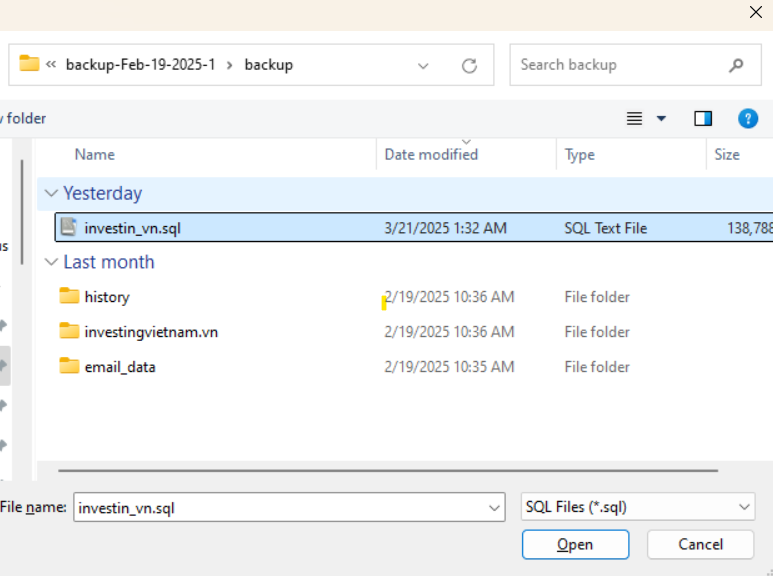 « backup-Feb-19-2025-1 › backup
Search backup
folder
Name Date modified Type Size
Yesterday
investin_vn.sql 3/21/2025 1:32 AM SQL Text File 138,788
Last month
history 2/19/2025 10:36 AM File folder
investingvietnam.vn 2/19/2025 10:36 AM File folder
email_data 2/19/2025 10:35 AM File folder
File name: investin_vn.sql SQL Files (*.sql)
Open Cancel